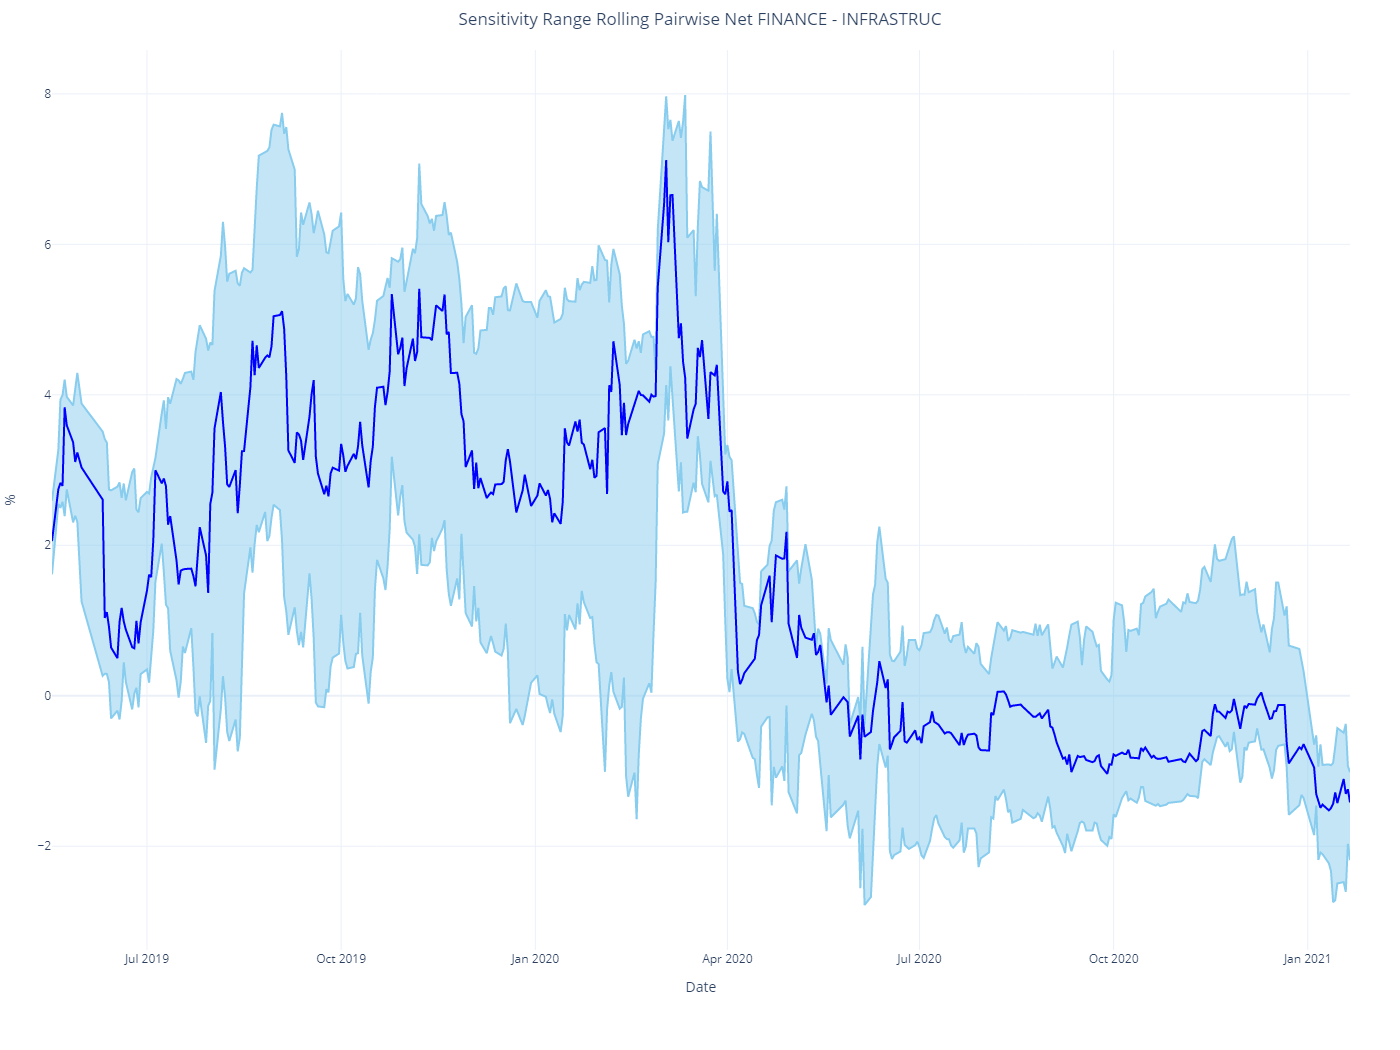 Sensitivity Range Rolling Pairwise Net FINANCE - INFRASTRUC
8
6
4
2
0
−2
%
Jul 2019
Oct 2019
Jan 2020
Apr 2020
Jul 2020
Oct 2020
Jan 2021
Date